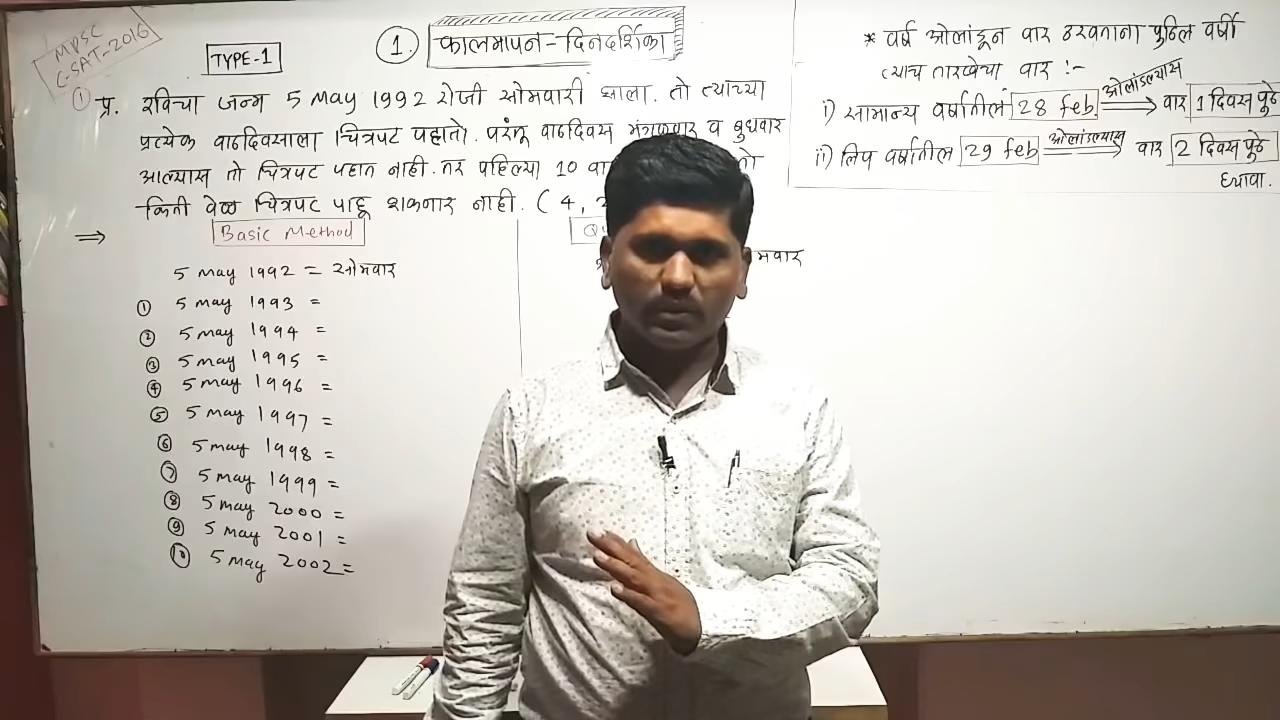 MPSC
C-SAT-2016
TYPE-1
① कालमापन-दिनदर्शिका
① प्र. रविचा जन्म 5 May 1992 रोजी सोमवारी झाला. तो त्याच्या
प्रत्येक वाढदिवसाला चित्रपट पहातो. परंतू वाढदिवस मंगळवार व बुधवार
आल्यास तो चित्रपट पहात नाही. तर पहिल्या 10 तो
किती वेळा चित्रपट पाहू शकणार नाही. ( 4,
⇒ Basic Method
5 May 1992 = सोमवार
① 5 may 1993 =
② 5 may 1994 =
③ 5 may 1995 =
④ 5 may 1996 =
⑤ 5 may 1997 =
⑥ 5 may 1998 =
⑦ 5 may 1999 =
⑧ 5 may 2000 =
⑨ 5 may 2001 =
⑩ 5 may 2002 =
* वर्ष ओलांडून वार ठरवताना पुढिल वर्षी
त्याच तारखेचा वार :-
i) सामान्य वर्षातील 28 feb ओलांडल्यास ⟹ वार 1 दिवस पूढे
ii) लिप वर्षातील 29 feb ओलांडल्यास ⟹ वार 2 दिवस पूढे
घ्यावा.